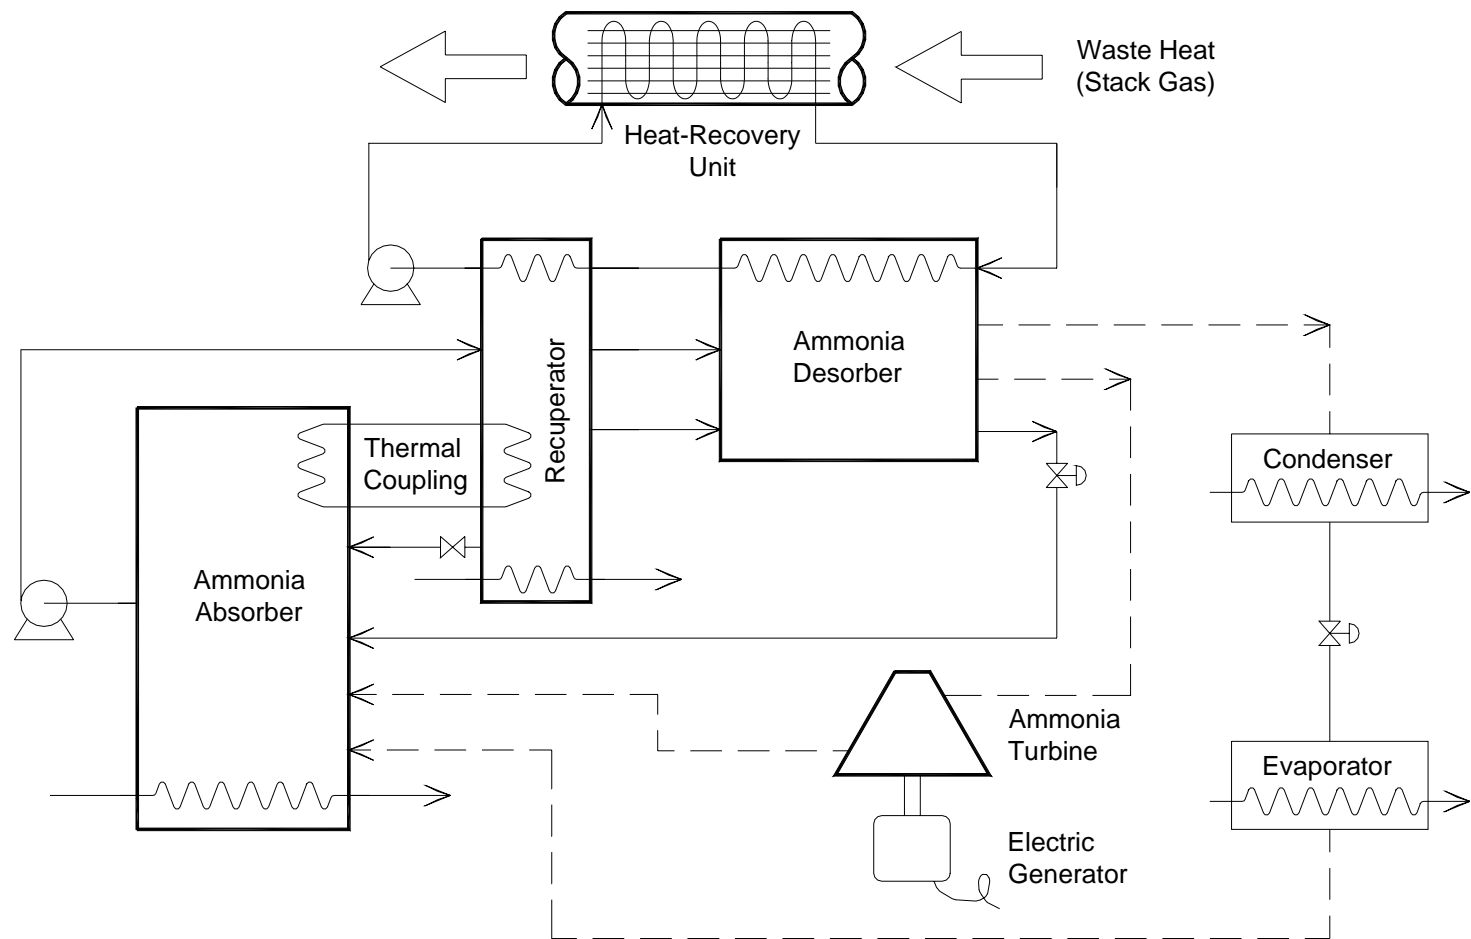 Waste Heat
(Stack Gas)
Heat-Recovery
Unit
Ammonia
Desorber
Recuperator
Thermal
Coupling
Condenser
Ammonia
Absorber
Ammonia
Turbine
Evaporator
Electric
Generator